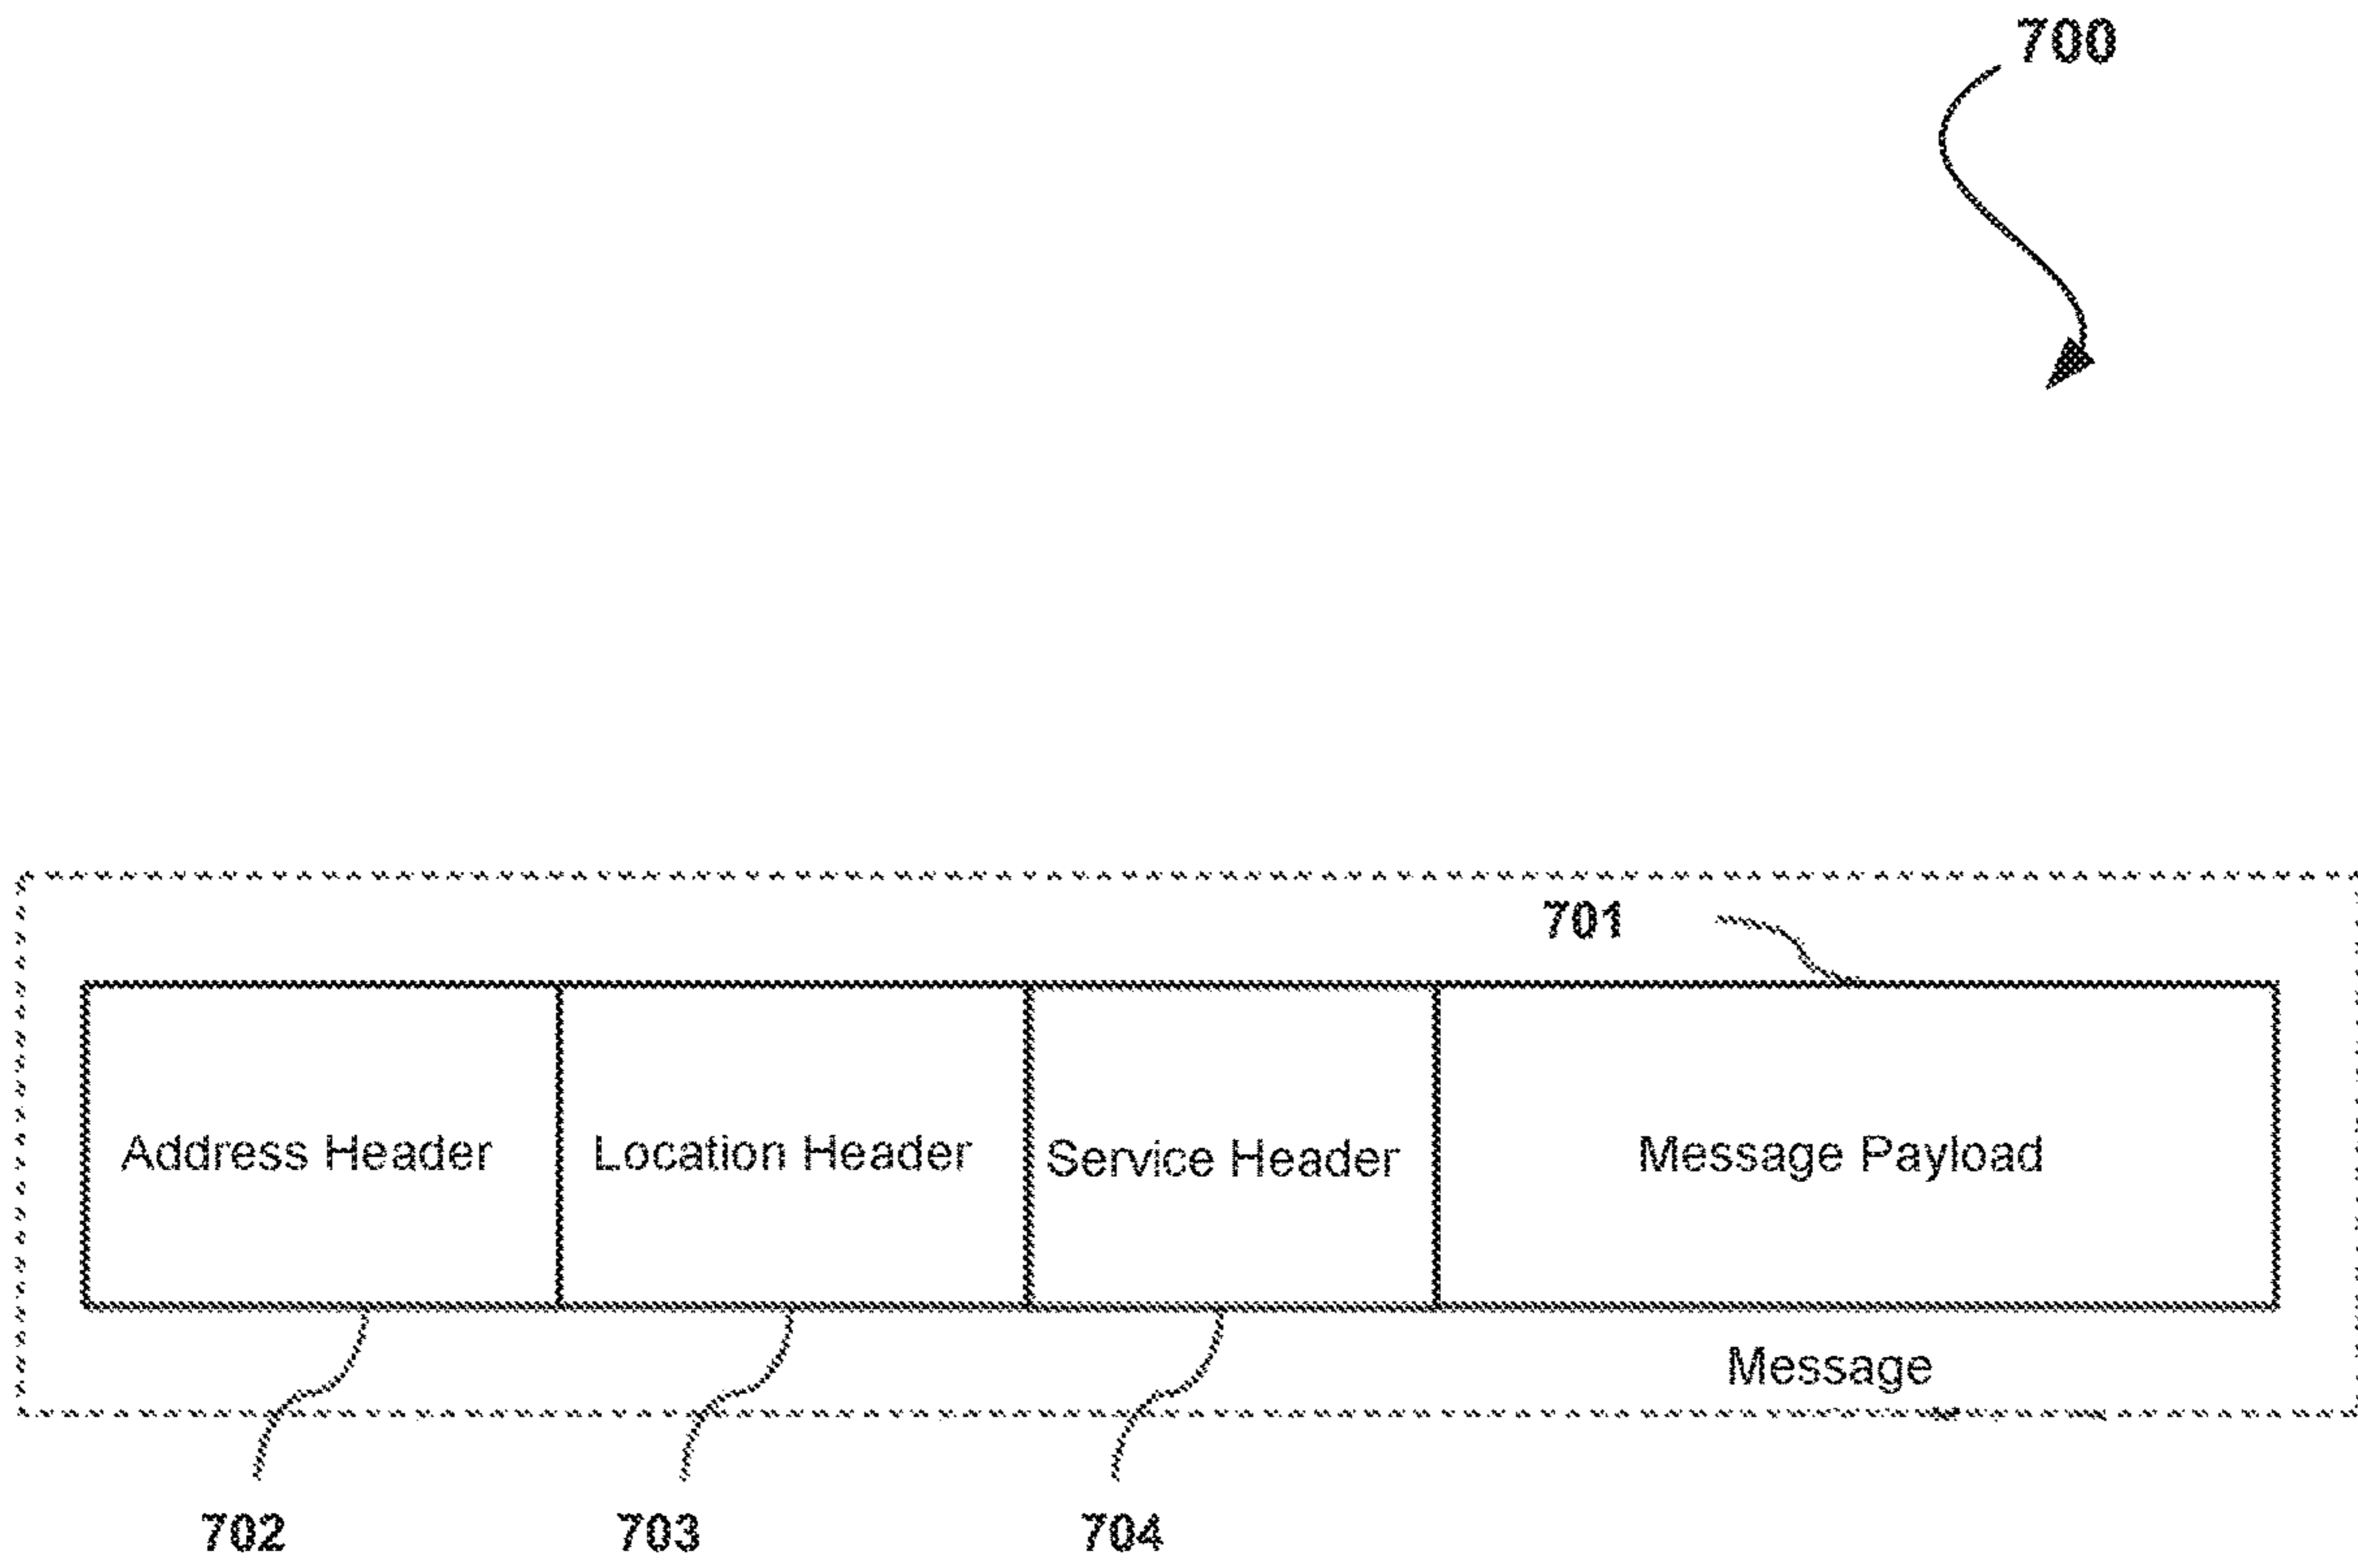 700
701
Address Header
Location Header
Service Header
Message Payload
Message
702
703
704